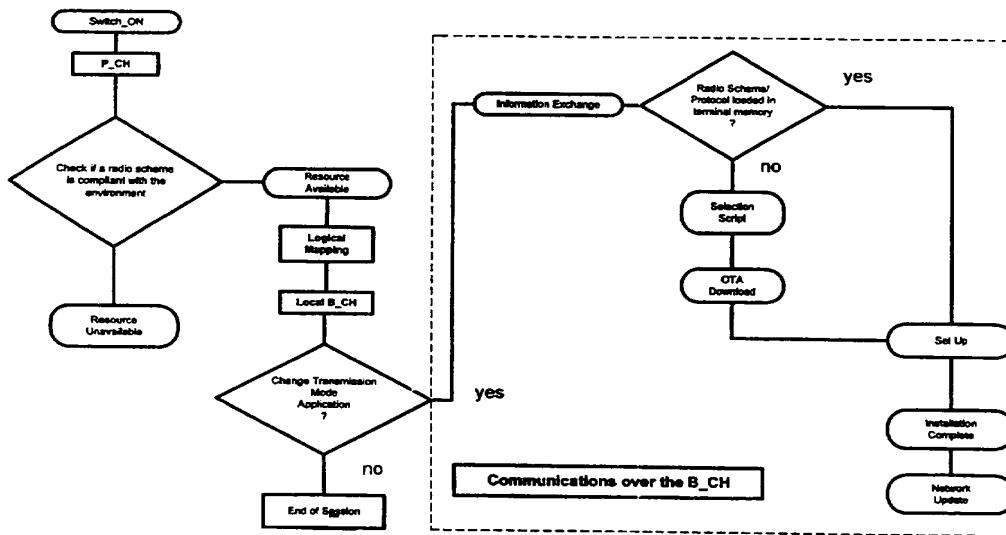 Switch_ON
P_CH
Check if a radio scheme
is compliant with the
environment
Resource
Unavailable
Resource
Available
Logical
Mapping
Local B_CH
Change Transmission
Mode
Application
?
yes
no
End of Session
Information Exchange
Radio Scheme/
Protocol loaded in
terminal memory
?
yes
no
Selection
Script
OTA
Download
Set Up
Installation
Complete
Network
Update
Communications over the B_CH